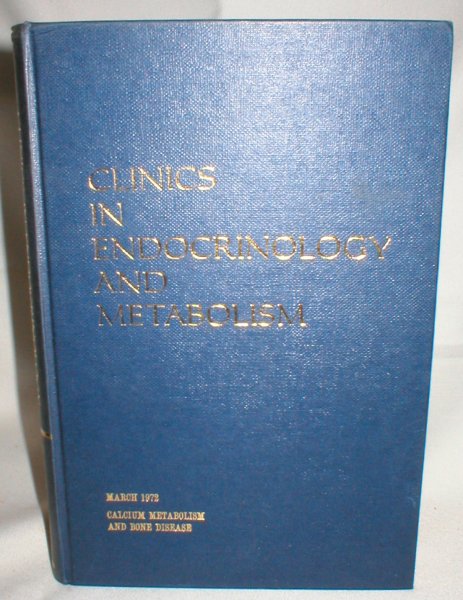 CLINICS
IN
ENDOCRINOLOGY
AND
METABOLISM
MARCH 1972
CALCIUM METABOLISM
AND BONE DISEASE